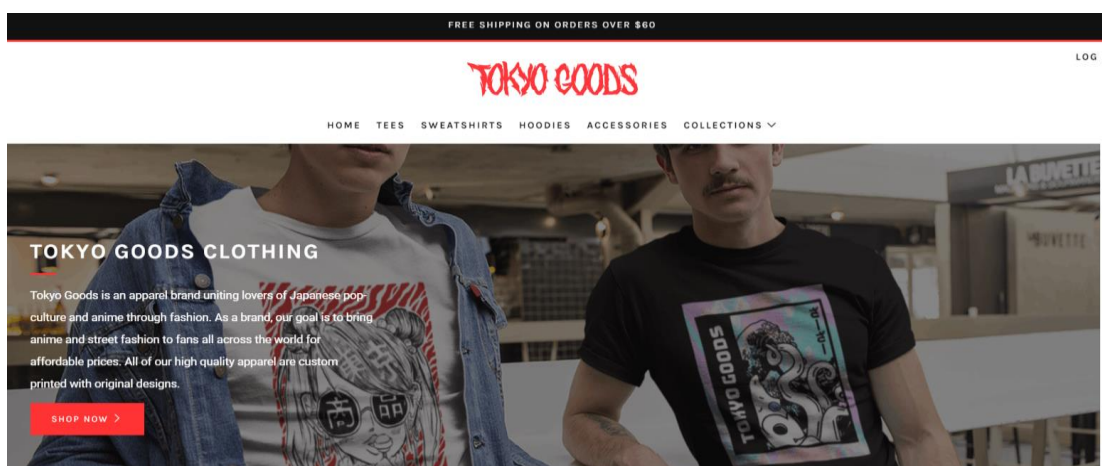 FREE SHIPPING ON ORDERS OVER $60
LOG
TOKYO GOODS
HOME TEES SWEATSHIRTS HOODIES ACCESSORIES COLLECTIONS
LA BUVETTE
BUVETTE
TOKYO GOODS CLOTHING
Tokyo Goods is an apparel brand uniting lovers of Japanese pop-
culture and anime through fashion. As a brand, our goal is to bring
anime and street fashion to fans all across the world for
affordable prices. All of our high quality apparel are custom
printed with original designs.
SHOP NOW
TOKYO GOODS